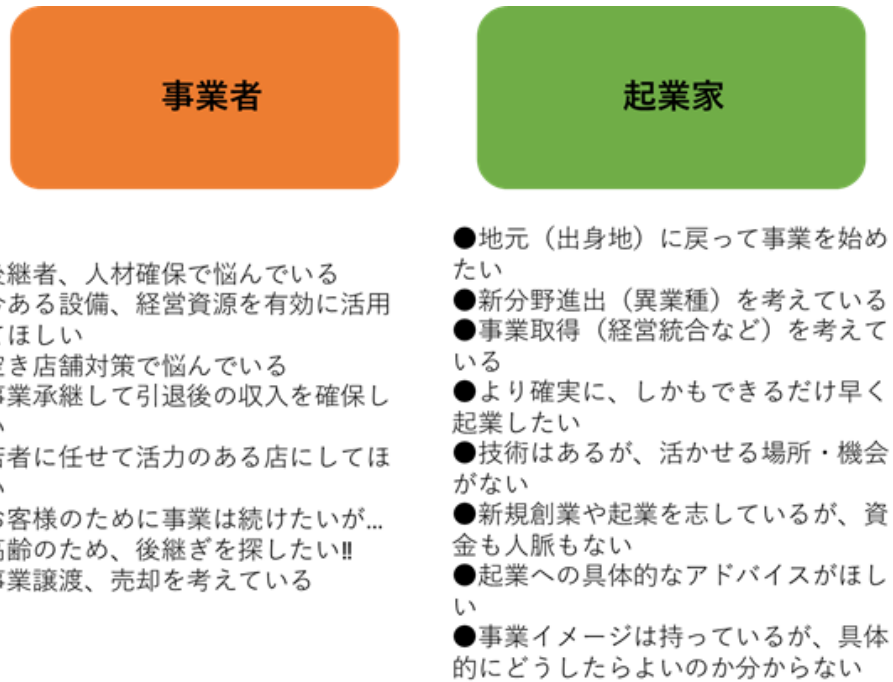 事業者
継者、人材確保で悩んでいる
ある設備、経営資源を有効に活用
ほしい
き店舗対策で悩んでいる
業承継して引退後の収入を確保し
者に任せて活力のある店にしてほ
客様のために事業は続けたいが…
齢のため、後継ぎを探したい‼
業譲渡、売却を考えている
起業家
●地元（出身地）に戻って事業を始め
たい
●新分野進出（異業種）を考えている
●事業取得（経営統合など）を考えて
いる
●より確実に、しかもできるだけ早く
起業したい
●技術はあるが、活かせる場所・機会
がない
●新規創業や起業を志しているが、資
金も人脈もない
●起業への具体的なアドバイスがほし
い
●事業イメージは持っているが、具体
的にどうしたらよいのか分からない